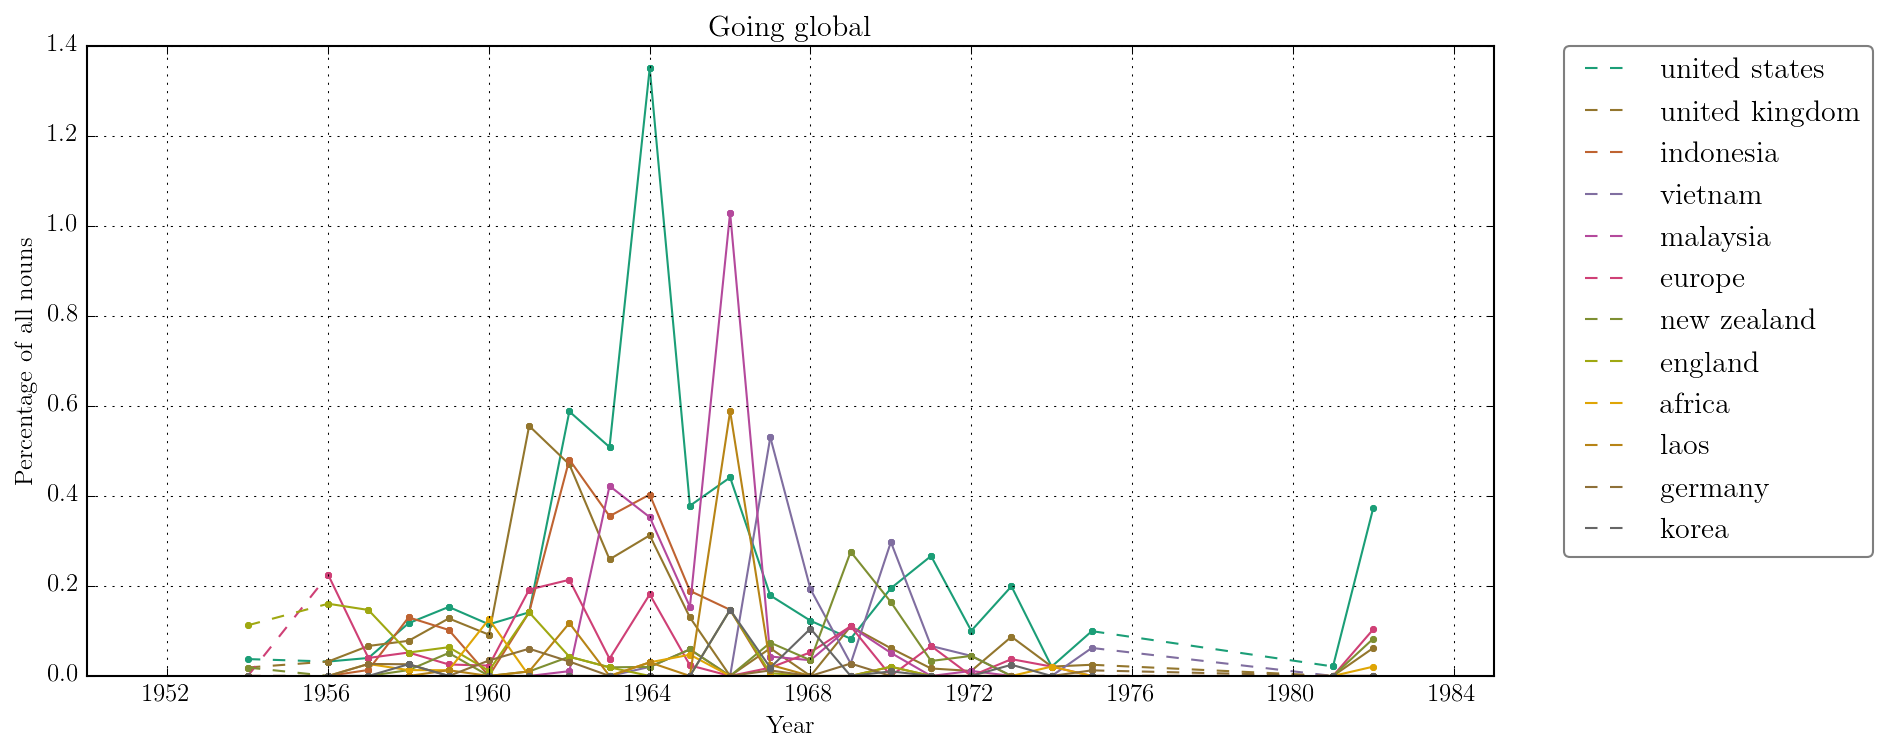 Going global
1.4
1.2
1.0
0.8
0.6
0.4
0.2
0.0
Percentage of all nouns
1952 1956 1960 1964 1968 1972 1976 1980 1984
Year
united states
united kingdom
indonesia
vietnam
malaysia
europe
new zealand
england
africa
laos
germany
korea